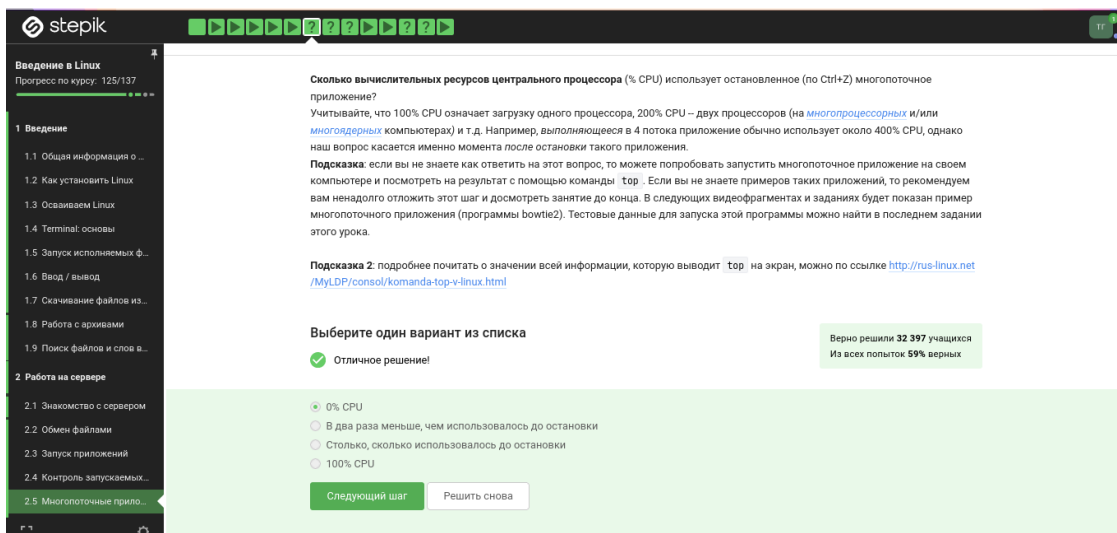 stepik
ТГ
1
Введение в Linux
Прогресс по курсу: 125/137
1 Введение
1.1 Общая информация о ...
1.2 Как установить Linux
1.3 Осваиваем Linux
1.4 Terminal: основы
1.5 Запуск исполняемых ф...
1.6 Ввод / вывод
1.7 Скачивание файлов из...
1.8 Работа с архивами
1.9 Поиск файлов и слов в...
2 Работа на сервере
2.1 Знакомство с сервером
2.2 Обмен файлами
2.3 Запуск приложений
2.4 Контроль запускаемых...
2.5 Многопоточные прило...
Сколько вычислительных ресурсов центрального процессора (% CPU) использует остановленное (по Ctrl+Z) многопоточное
приложение?
Учитывайте, что 100% CPU означает загрузку одного процессора, 200% CPU – двух процессоров (на многопроцессорных и/или
многоядерных компьютерах) и т.д. Например, выполняющееся в 4 потока приложение обычно использует около 400% CPU, однако
наш вопрос касается именно момента после остановки такого приложения.
Подсказка: если вы не знаете как ответить на этот вопрос, то можете попробовать запустить многопоточное приложение на своем
компьютере и посмотреть на результат с помощью команды top . Если вы не знаете примеров таких приложений, то рекомендуем
вам ненадолго отложить этот шаг и досмотреть занятие до конца. В следующих видеофрагментах и заданиях будет показан пример
многопоточного приложения (программы bowtie2). Тестовые данные для запуска этой программы можно найти в последнем задании
этого урока.
Подсказка 2: подробнее почитать о значении всей информации, которую выводит top на экран, можно по ссылке http://rus-linux.net
/MyLDP/consol/komanda-top-v-linux.html
Выберите один вариант из списка
Отличное решение!
Верно решили 32 397 учащихся
Из всех попыток 59% верных
0% CPU
В два раза меньше, чем использовалось до остановки
Столько, сколько использовалось до остановки
100% CPU
Следующий шаг
Решить снова